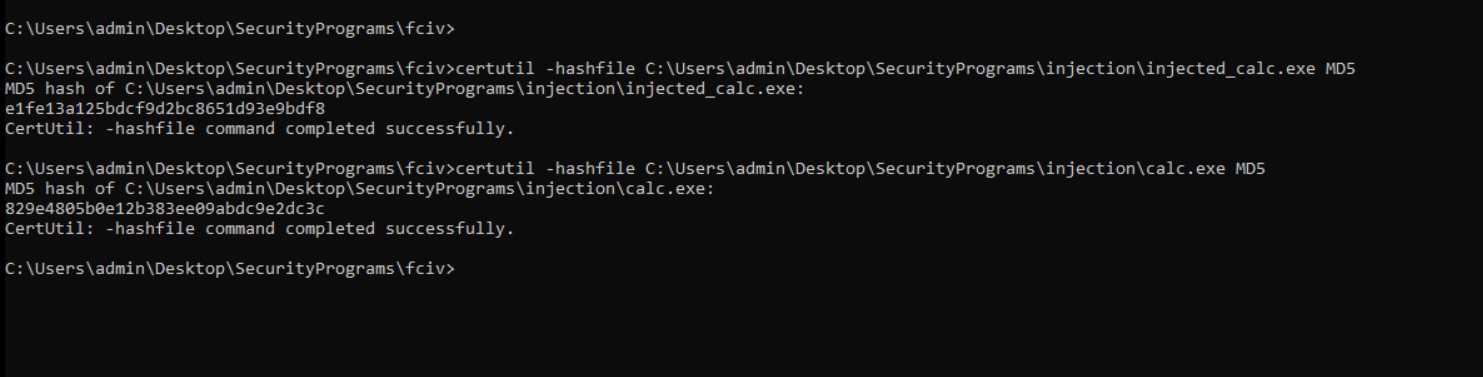 C:\Users\admin\Desktop\SecurityPrograms\fciv>
C:\Users\admin\Desktop\SecurityPrograms\fciv>certutil -hashfile C:\Users\admin\Desktop\SecurityPrograms\injection\injected_calc.exe MD5
MD5 hash of C:\Users\admin\Desktop\SecurityPrograms\injection\injected_calc.exe:
e1fe13a125bdcf9d2bc8651d93e9bdf8
CertUtil: -hashfile command completed successfully.
C:\Users\admin\Desktop\SecurityPrograms\fciv>certutil -hashfile C:\Users\admin\Desktop\SecurityPrograms\injection\calc.exe MD5
MD5 hash of C:\Users\admin\Desktop\SecurityPrograms\injection\calc.exe:
829e4805b0e12b383ee09abdc9e2dc3c
CertUtil: -hashfile command completed successfully.
C:\Users\admin\Desktop\SecurityPrograms\fciv>